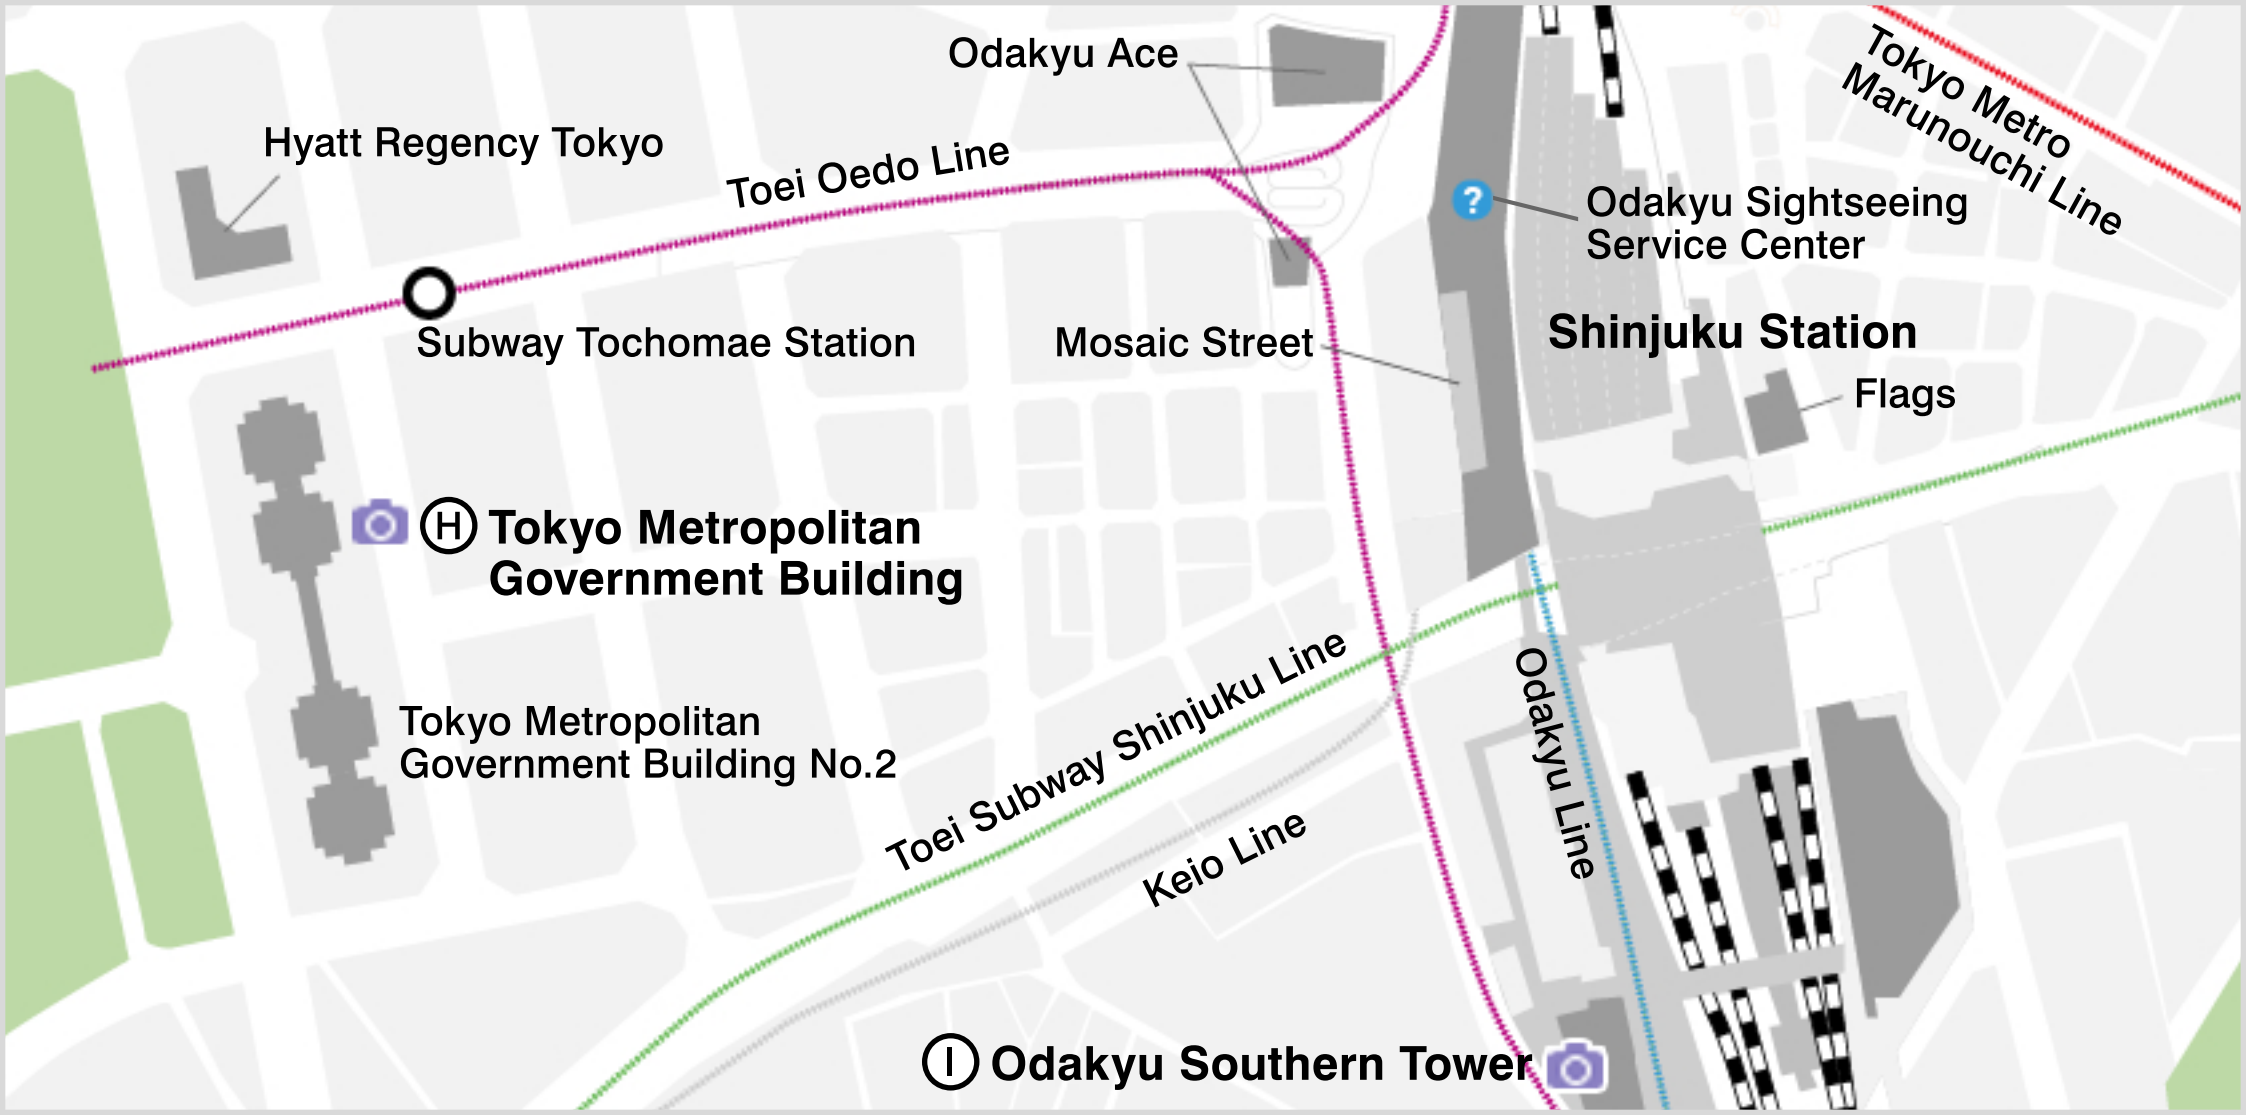 Odakyu Ace
Tokyo Metro
Marunouchi Line
Hyatt Regency Tokyo
Toei Oedo Line
?
Odakyu Sightseeing
Service Center
Subway Tochomae Station
Mosaic Street
Shinjuku Station
Flags
H Tokyo Metropolitan
Government Building
Tokyo Metropolitan
Government Building No.2
Toei Subway Shinjuku Line
Odakyu Line
Keio Line
I Odakyu Southern Tower